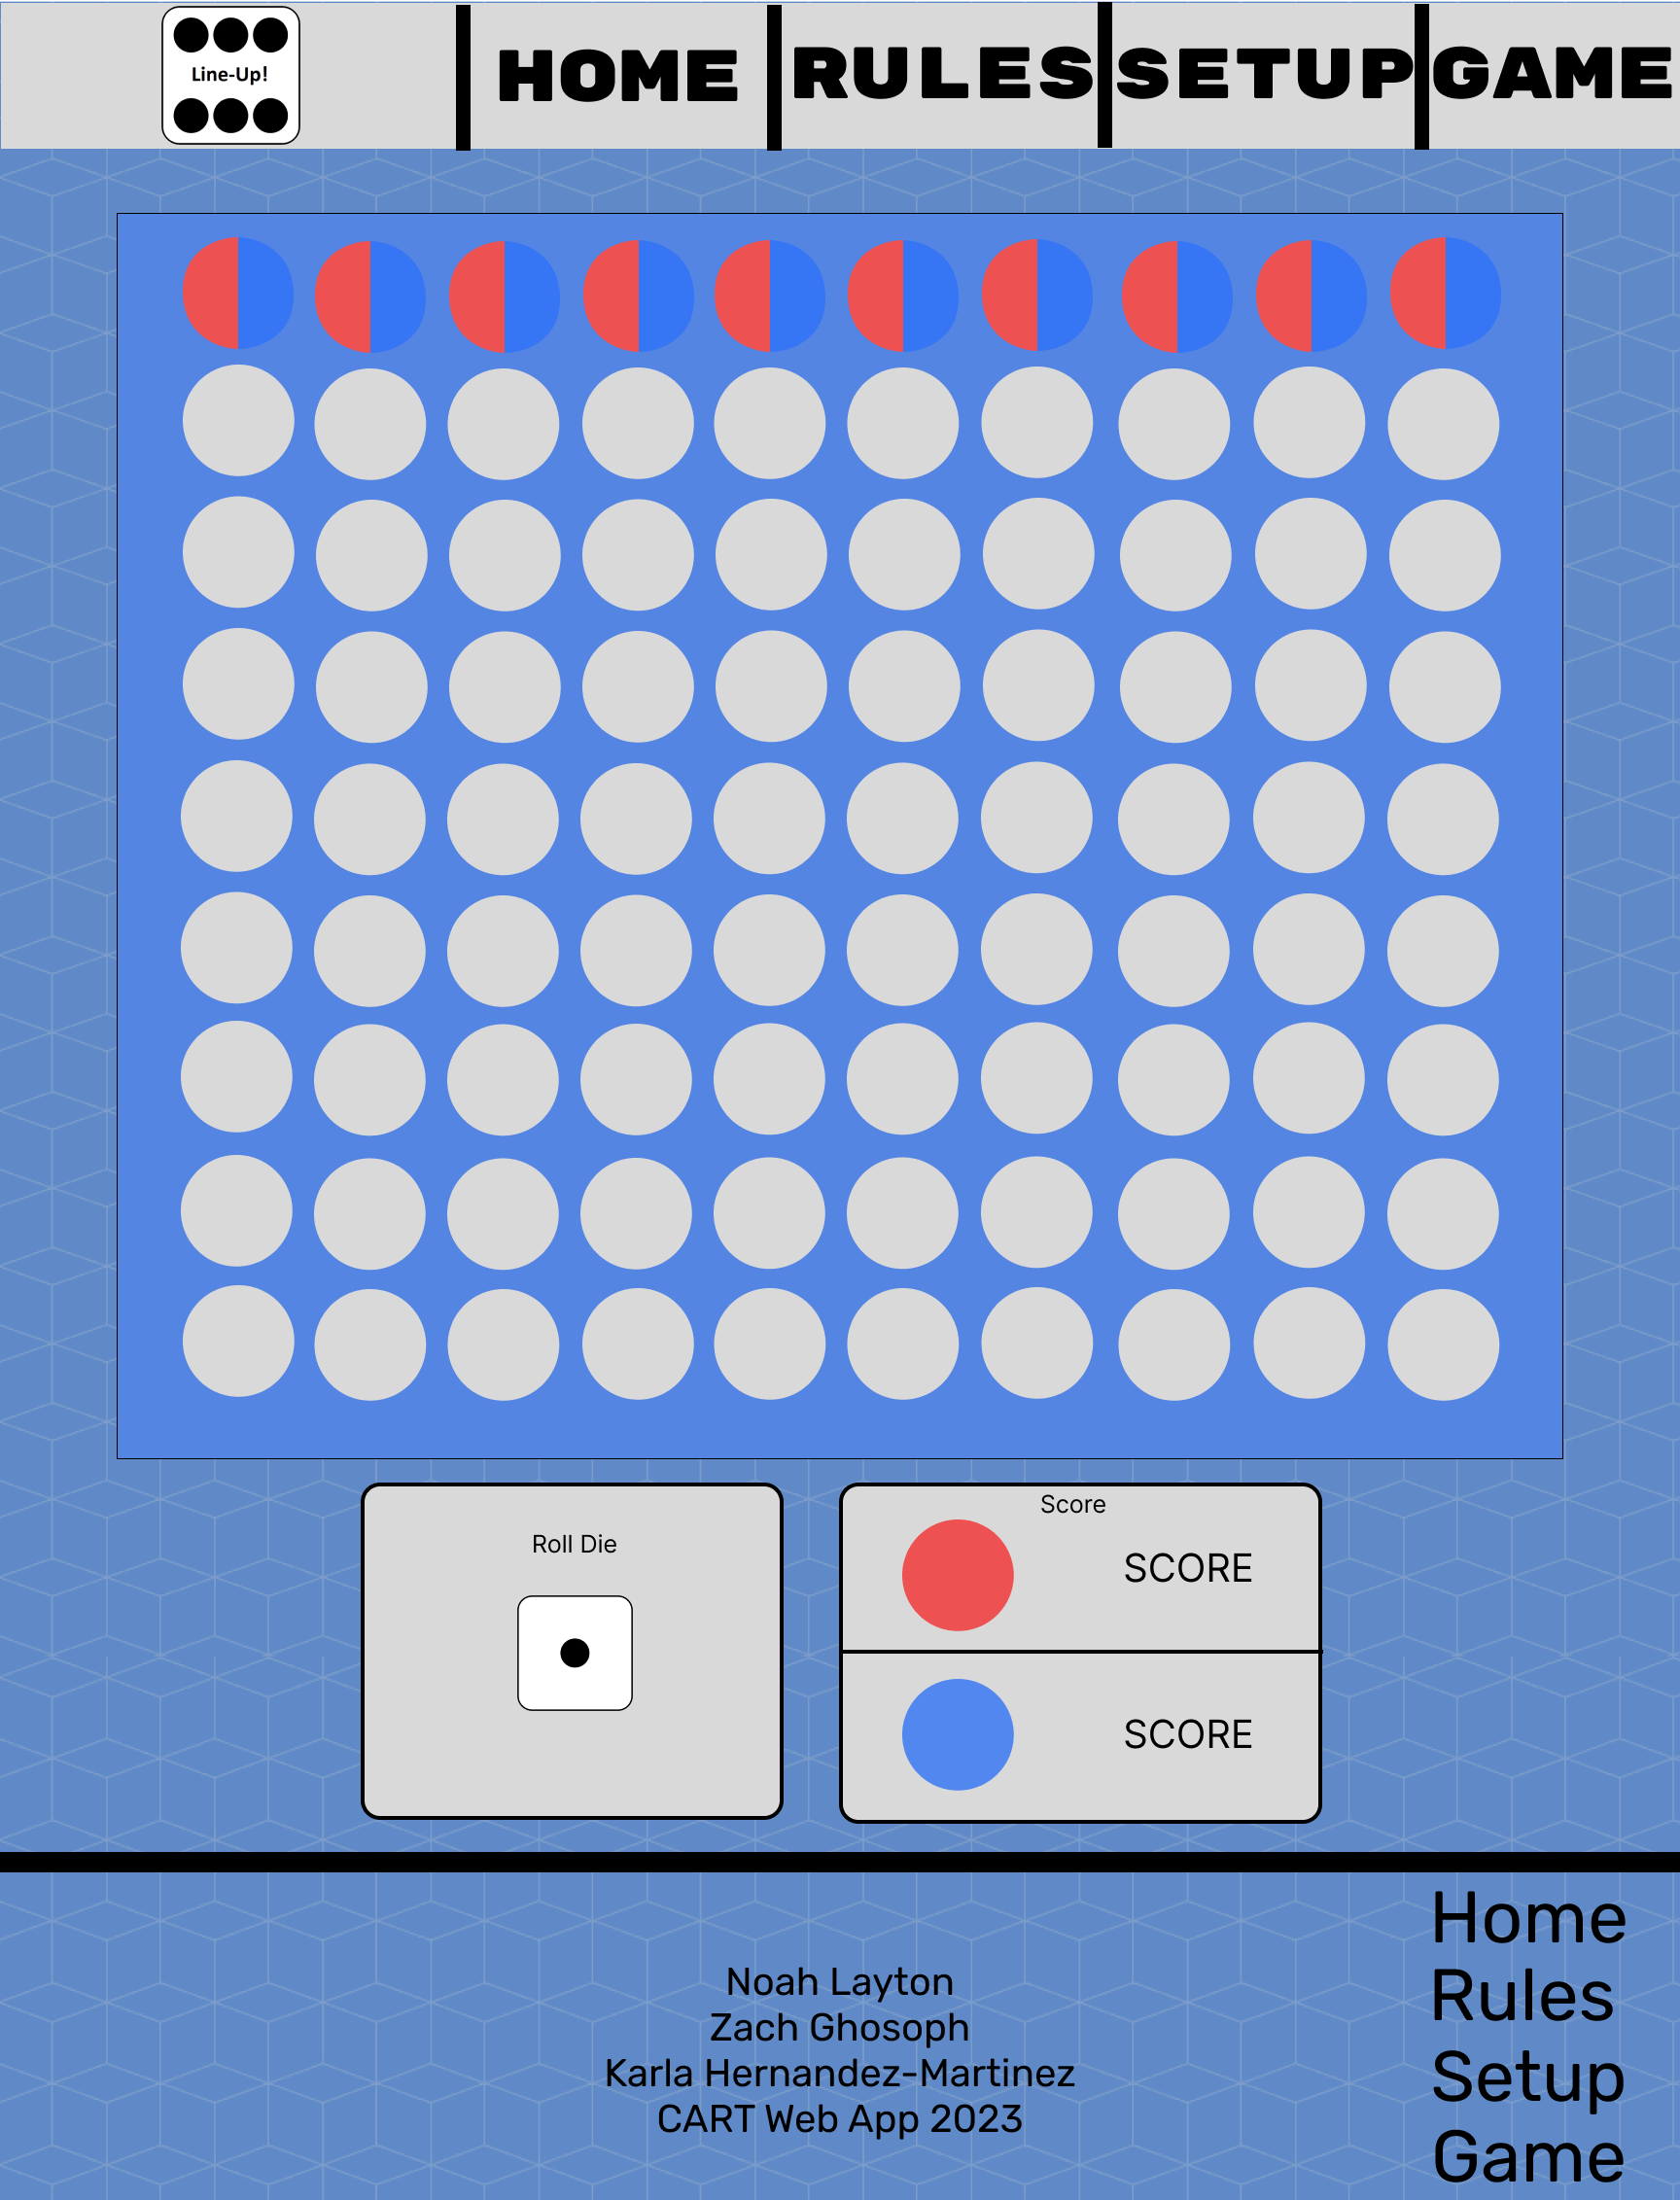 Line-Up!
HOME
RULES
SETUP
GAME
Roll Die
Score
SCORE
SCORE
Noah Layton
Zach Ghosoph
Karla Hernandez-Martinez
CART Web App 2023
Home
Rules
Setup
Game